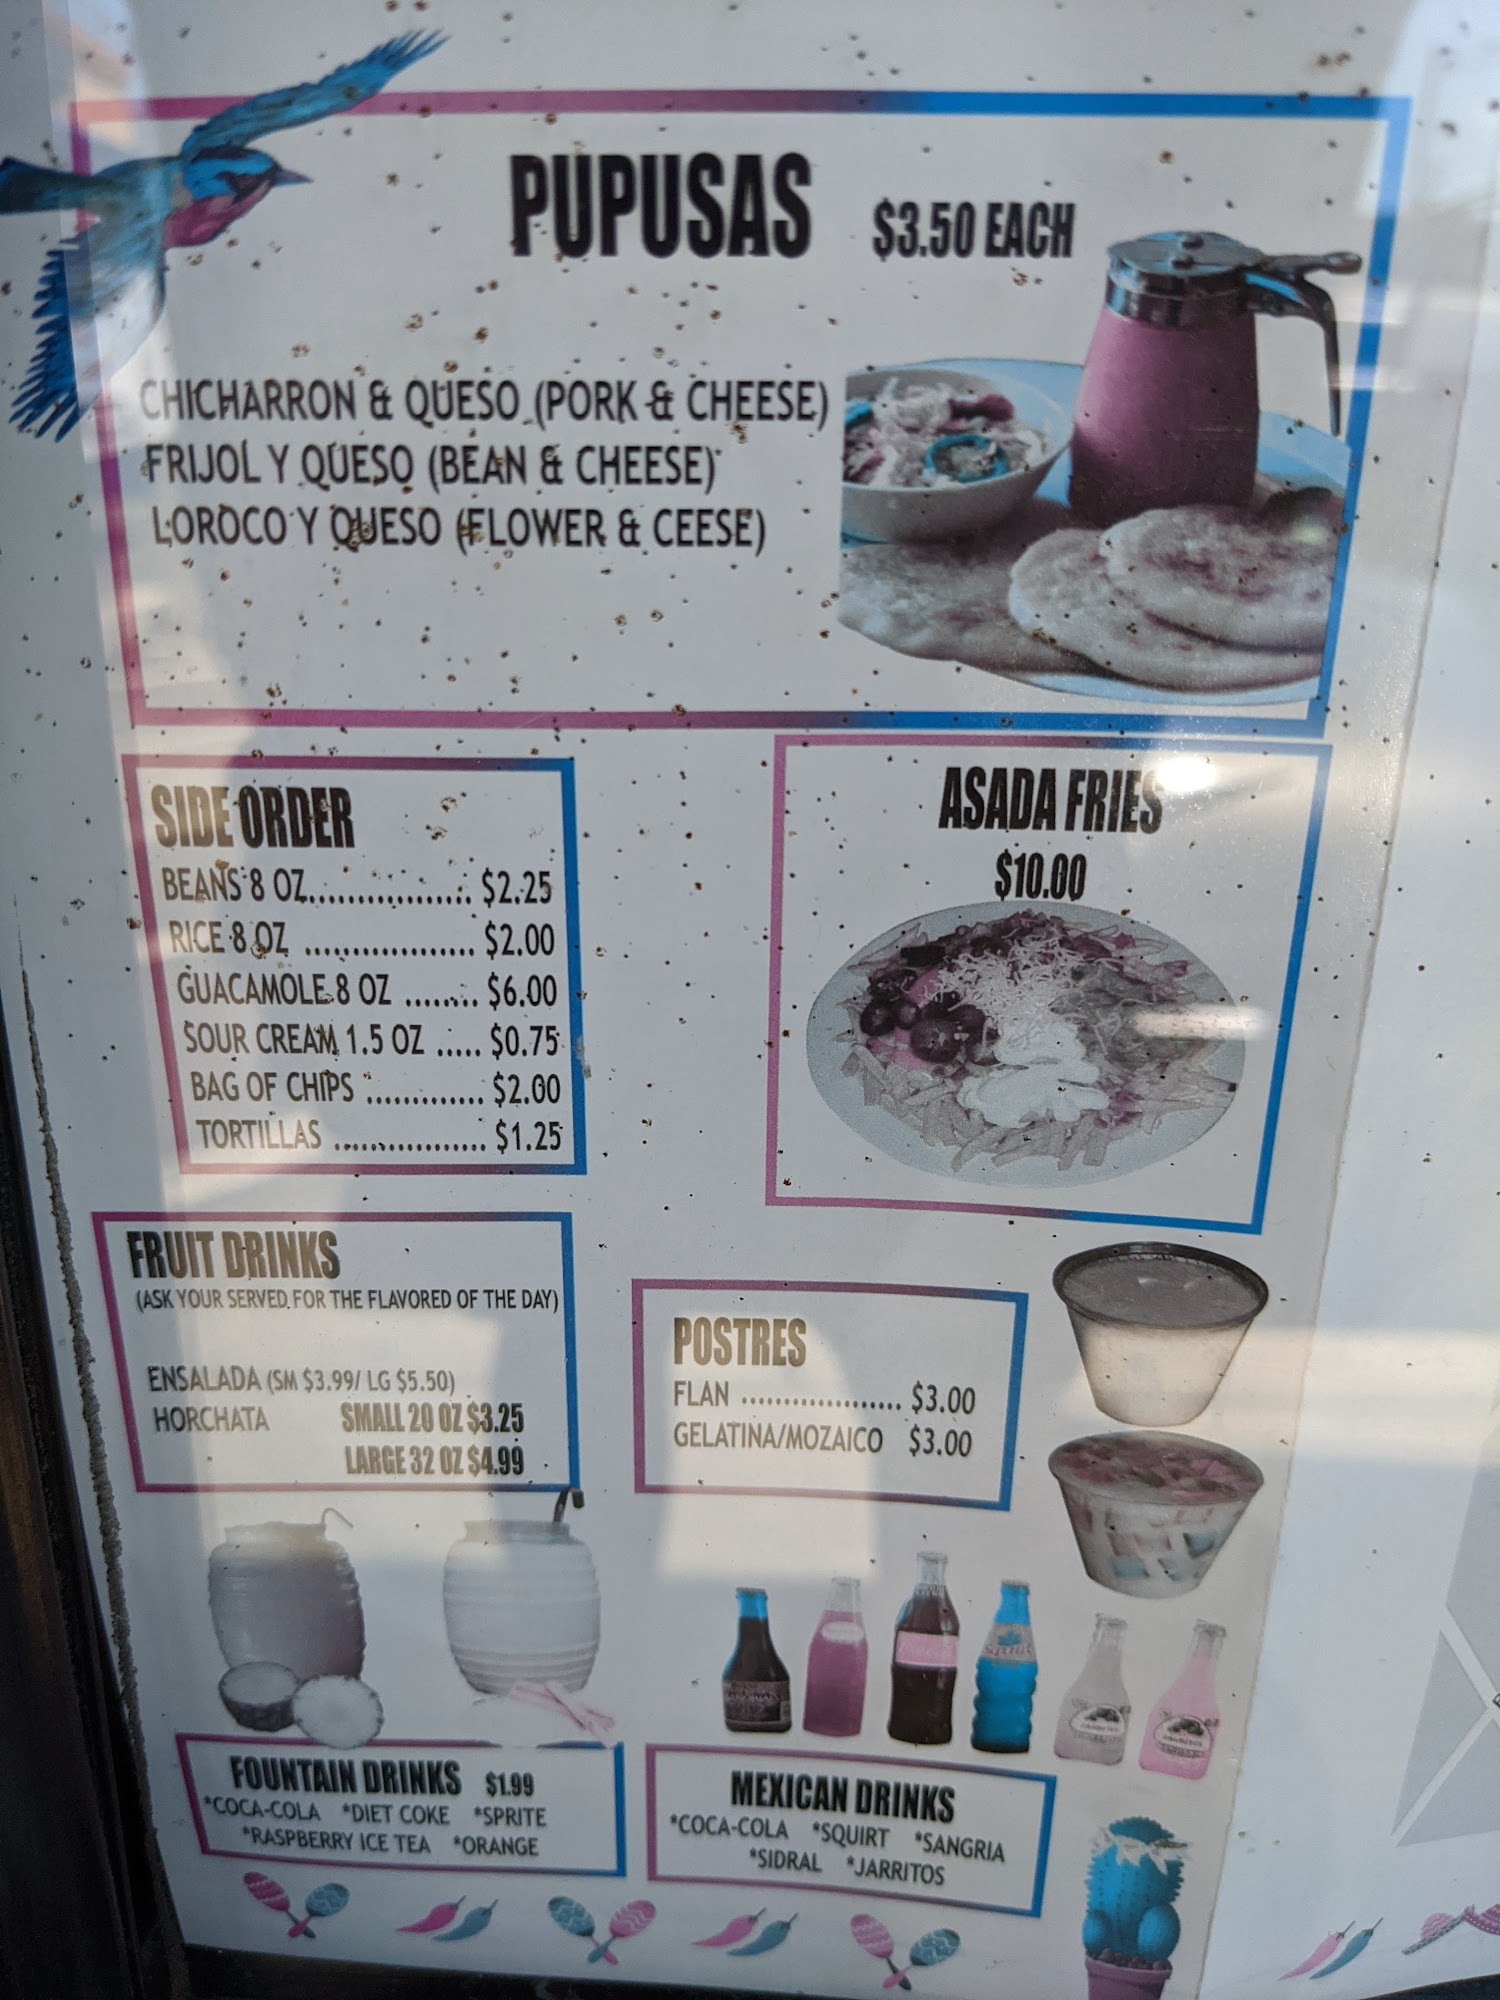 PUPUSAS $3.50 EACH
CHICHARRON & QUESO (PORK & CHEESE)
FRIJOL Y QUESO (BEAN & CHEESE)
LOROCO Y QUESO (FLOWER & CEESE)
SIDE ORDER
BEANS 8 OZ.................. $2.25
RICE 8 OZ .................. $2.00
GUACAMOLE 8 OZ ........ $6.00
SOUR CREAM 1.5 OZ ..... $0.75
BAG OF CHIPS ............. $2.00
TORTILLAS ................. $1.25
ASADA FRIES
$10.00
FRUIT DRINKS
(ASK YOUR SERVED FOR THE FLAVORED OF THE DAY)
ENSALADA (SM $3.99/ LG $5.50)
HORCHATA SMALL 20 OZ $3.25
LARGE 32 OZ $4.99
POSTRES
FLAN .................... $3.00
GELATINA/MOZAICO $3.00
FOUNTAIN DRINKS $1.99
*COCA-COLA *DIET COKE *SPRITE
*RASPBERRY ICE TEA *ORANGE
MEXICAN DRINKS
*COCA-COLA *SQUIRT *SANGRIA
*SIDRAL *JARRITOS